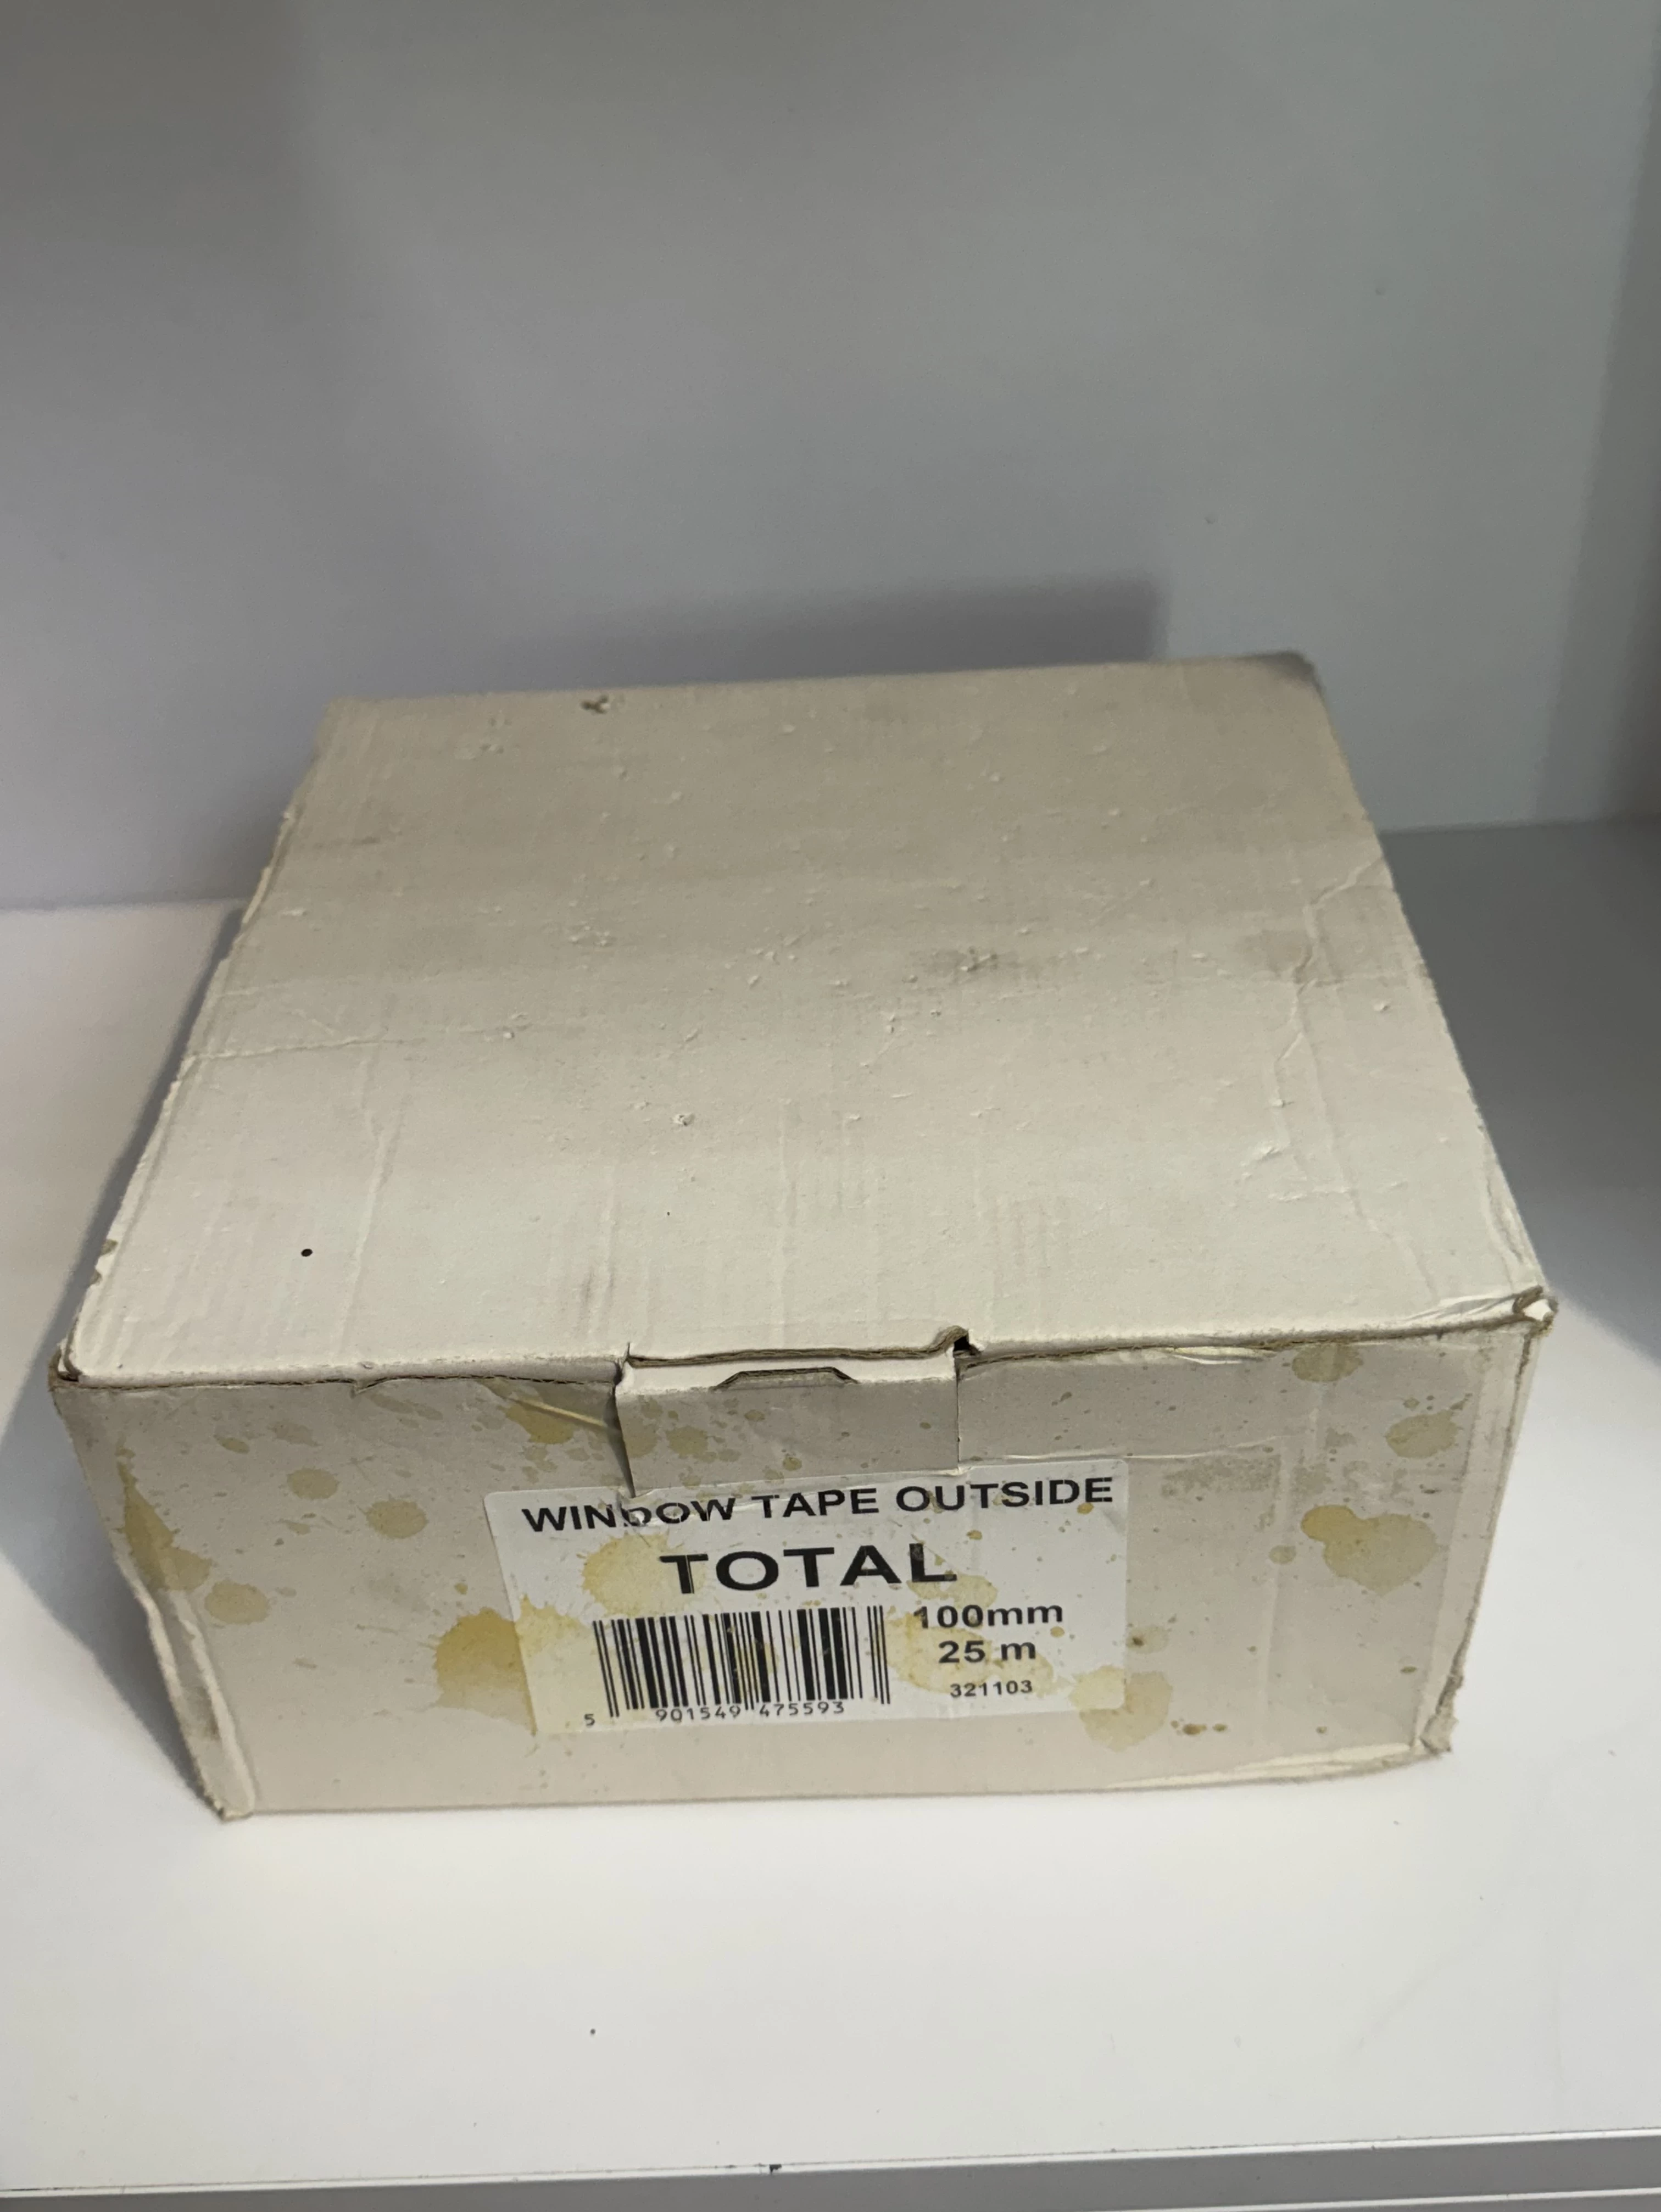 WINDOW TAPE OUTSIDE
TOTAL
100mm
25 m
321103
5 901549 475593